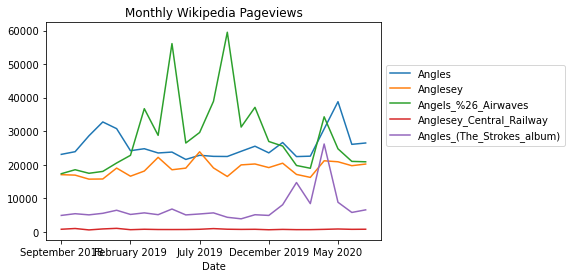 Monthly Wikipedia Pageviews
60000
50000
40000
30000
20000
10000
0
September 2018 February 2019 July 2019 December 2019 May 2020
Date
Angles
Anglesey
Angels_%26_Airwaves
Anglesey_Central_Railway
Angles_(The_Strokes_album)